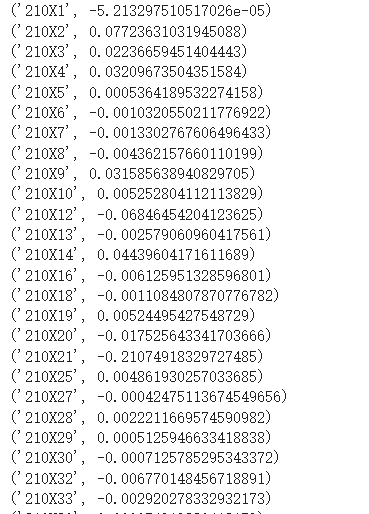 ('210X1', -5.213297510517026e-05)
('210X2', 0.07723631031945088)
('210X3', 0.02236659451404443)
('210X4', 0.03209673504351584)
('210X5', 0.0005364189532274158)
('210X6', -0.0010320550211776922)
('210X7', -0.0013302767606496433)
('210X8', -0.004362157660110199)
('210X9', 0.031585638940829705)
('210X10', 0.005252804112113829)
('210X12', -0.06846454204123625)
('210X13', -0.002579060960417561)
('210X14', 0.04439604171611689)
('210X16', -0.006125951328596801)
('210X18', -0.0011084807870776782)
('210X19', 0.00524495427548729)
('210X20', -0.017525643341703666)
('210X21', -0.21074918329727485)
('210X25', 0.004861930257033685)
('210X27', -0.00042475113674549656)
('210X28', 0.002221166957459098​2)
('210X29', 0.0005125946633418838)
('210X30', -0.0007125785295343372)
('210X32', -0.006770148456718891)
('210X33', -0.002920278332932173)